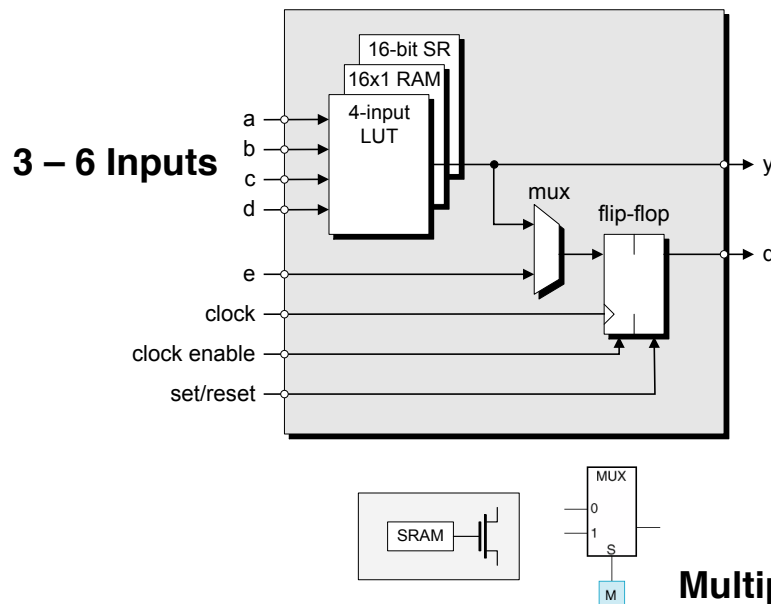 16-bit SR
16x1 RAM
4-input
LUT
a
b
c
d
3 – 6 Inputs
e
clock
clock enable
set/reset
mux
flip-flop
y
MUX
0
1
S
SRAM
M